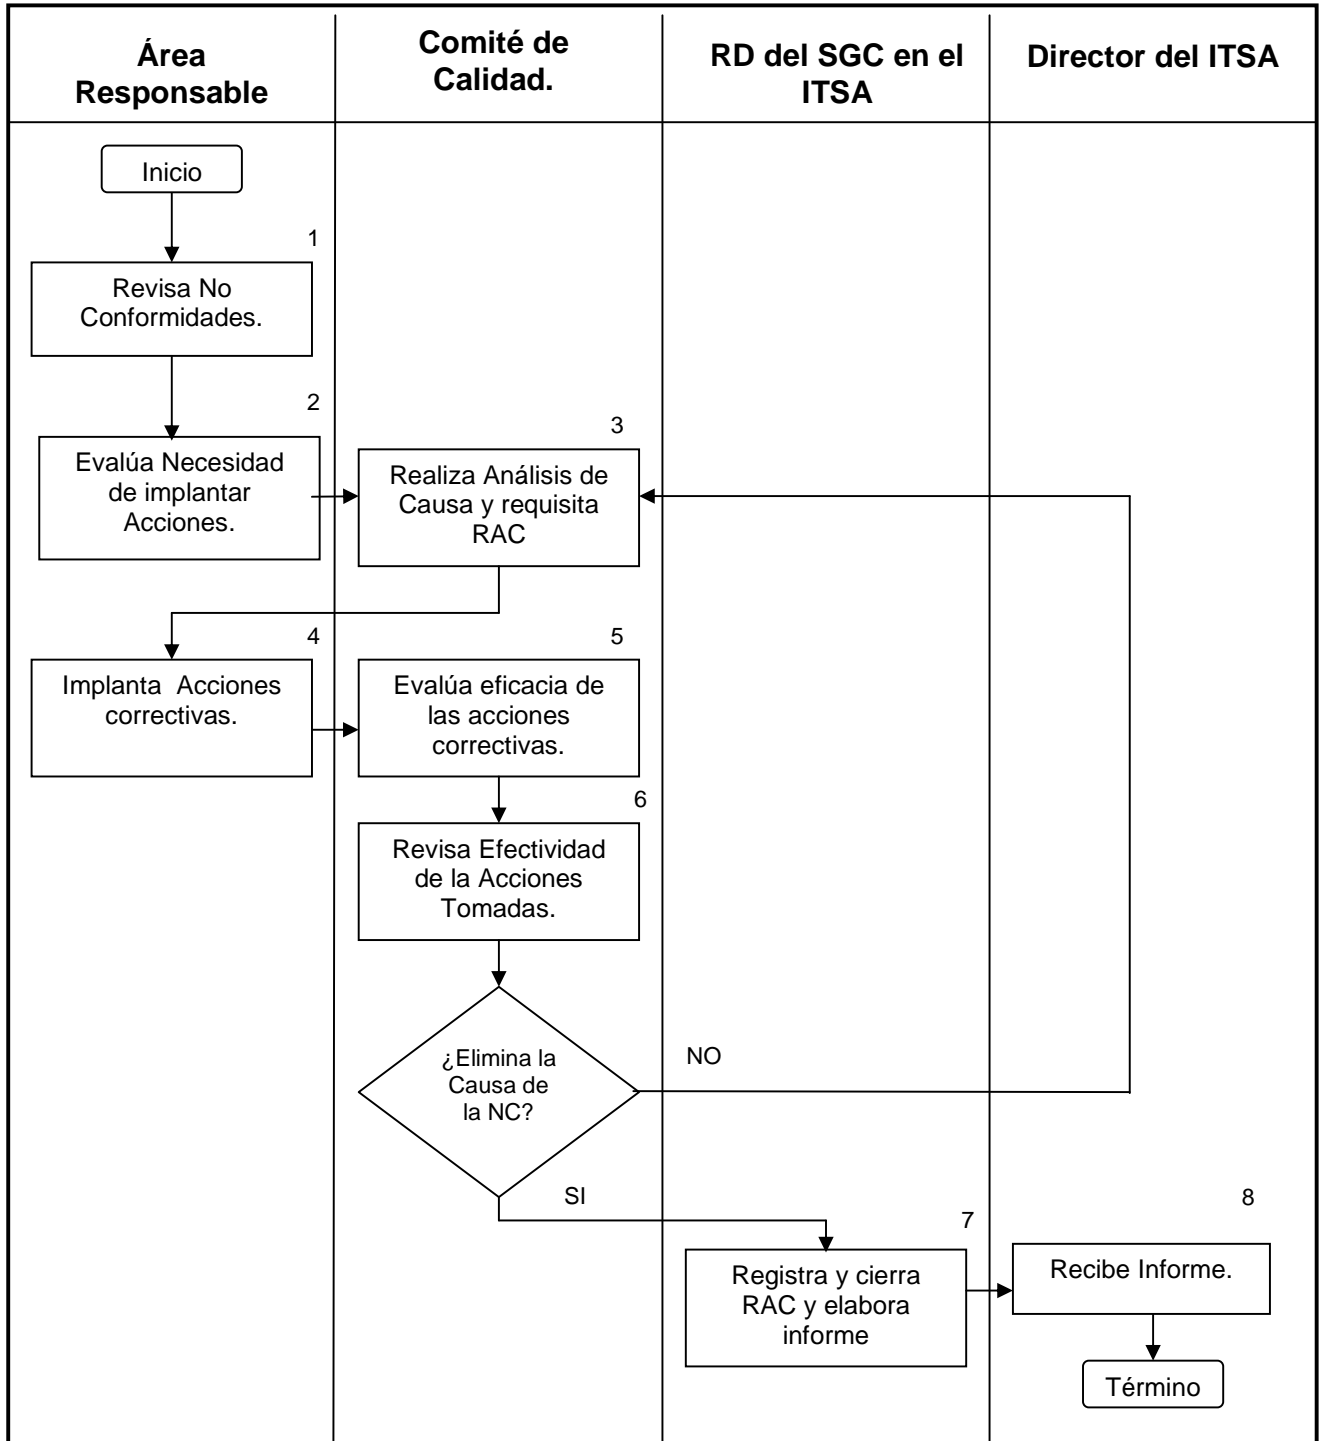 Área
Responsable
Comité de
Calidad.
RD del SGC en el
ITSA
Director del ITSA
Inicio
1
Revisa No
Conformidades.
2
Evalúa Necesidad
de implantar
Acciones.
3
Realiza Análisis de
Causa y requisita
RAC
4
Implanta Acciones
correctivas.
5
Evalúa eficacia de
las acciones
correctivas.
6
Revisa Efectividad
de la Acciones
Tomadas.
¿Elimina la
Causa de
la NC?
NO
SI
7
Registra y cierra
RAC y elabora
informe
8
Recibe Informe.
Término